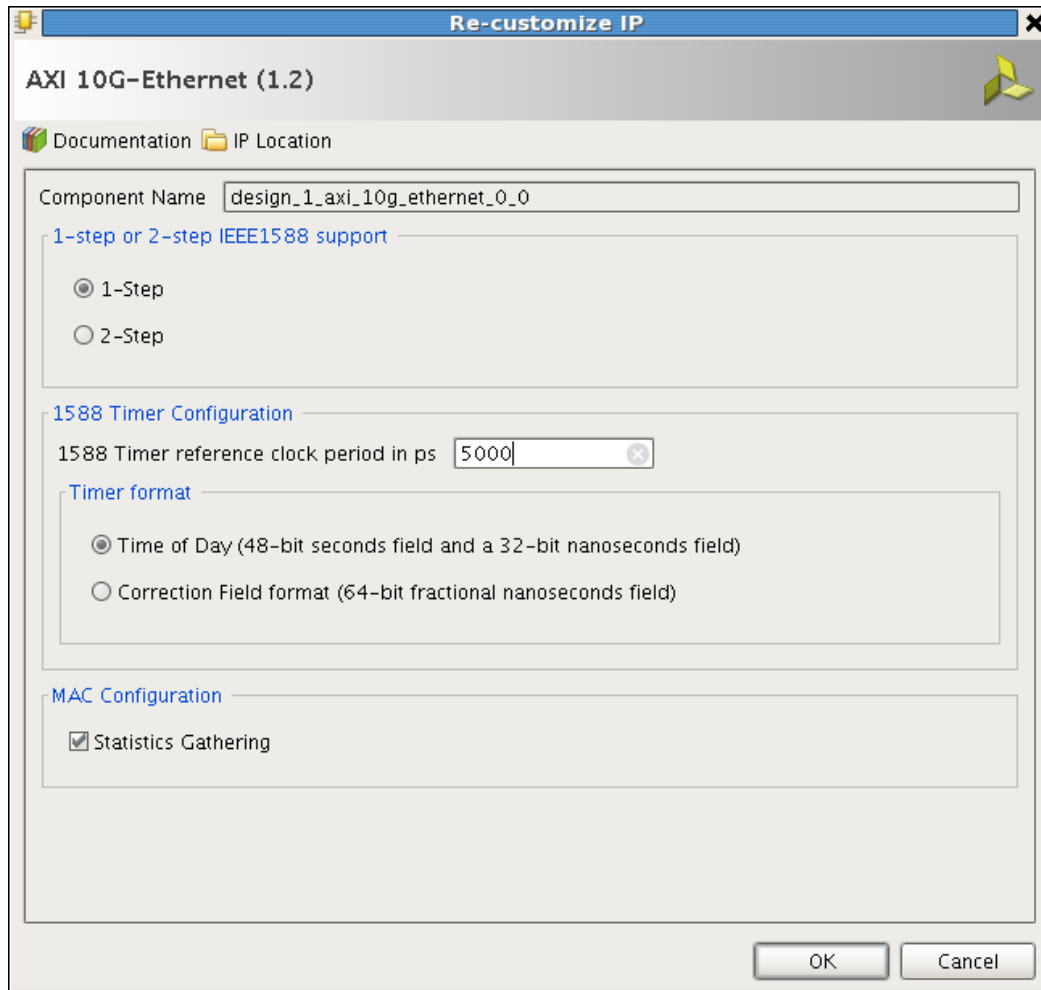 Re-customize IP
AXI 10G-Ethernet (1.2)
Documentation IP Location
Component Name design_1_axi_10g_ethernet_0_0
1-step or 2-step IEEE1588 support
1-Step
2-Step
1588 Timer Configuration
1588 Timer reference clock period in ps 5000
Timer format
Time of Day (48-bit seconds field and a 32-bit nanoseconds field)
Correction Field format (64-bit fractional nanoseconds field)
MAC Configuration
Statistics Gathering
OK Cancel